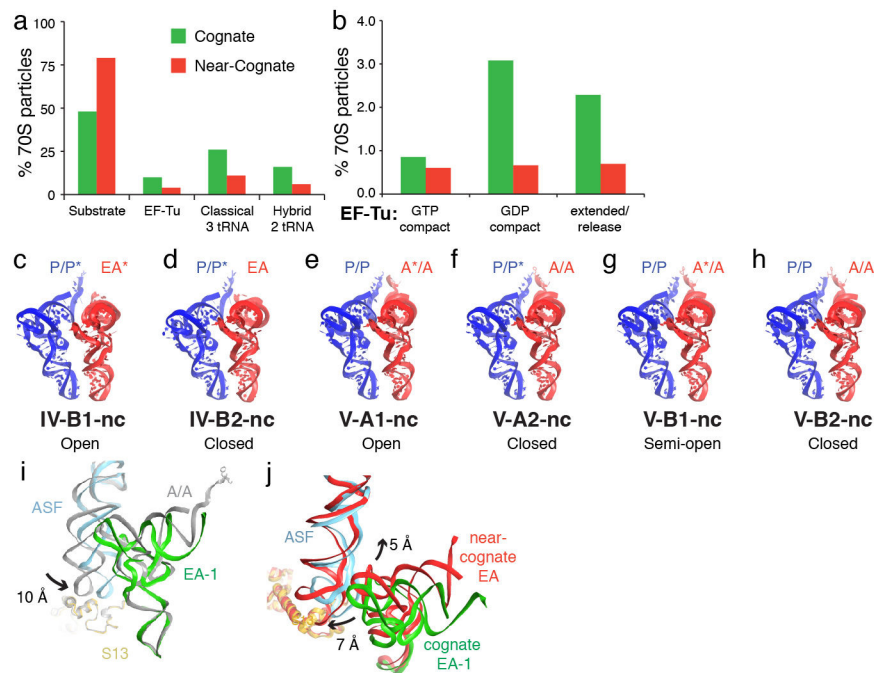 a
100
75
50
25
0
% 70S particles
Cognate
Near-Cognate
Substrate
EF-Tu
Classical
3 tRNA
Hybrid
2 tRNA
b
4.0
3.0
2.0
1.0
0.0
% 70S particles
EF-Tu:
GTP
compact
GDP
compact
extended/
release
c
P/P*
EA*
IV-B1-nc
Open
d
P/P*
EA
IV-B2-nc
Closed
e
P/P
A*/A
V-A1-nc
Open
f
P/P*
A/A
V-A2-nc
Closed
g
P/P
A*/A
V-B1-nc
Semi-open
h
P/P
A/A
V-B2-nc
Closed
i
ASF
A/A
EA-1
10 Å
S13
j
ASF
5 Å
near-
cognate
EA
7 Å
cognate
EA-1